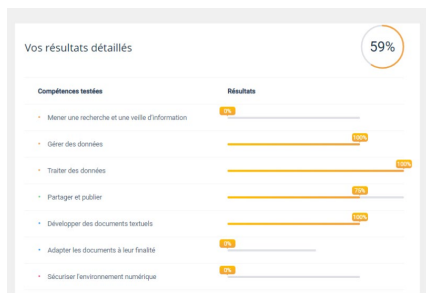 Vos résultats détaillés
59%
Compétences testées Résultats
Mener une recherche et une veille d'information 0%
Gérer des données 100%
Traiter des données 100%
Partager et publier 75%
Développer des documents textuels 100%
Adapter les documents à leur finalité 0%
Sécuriser l'environnement numérique 0%